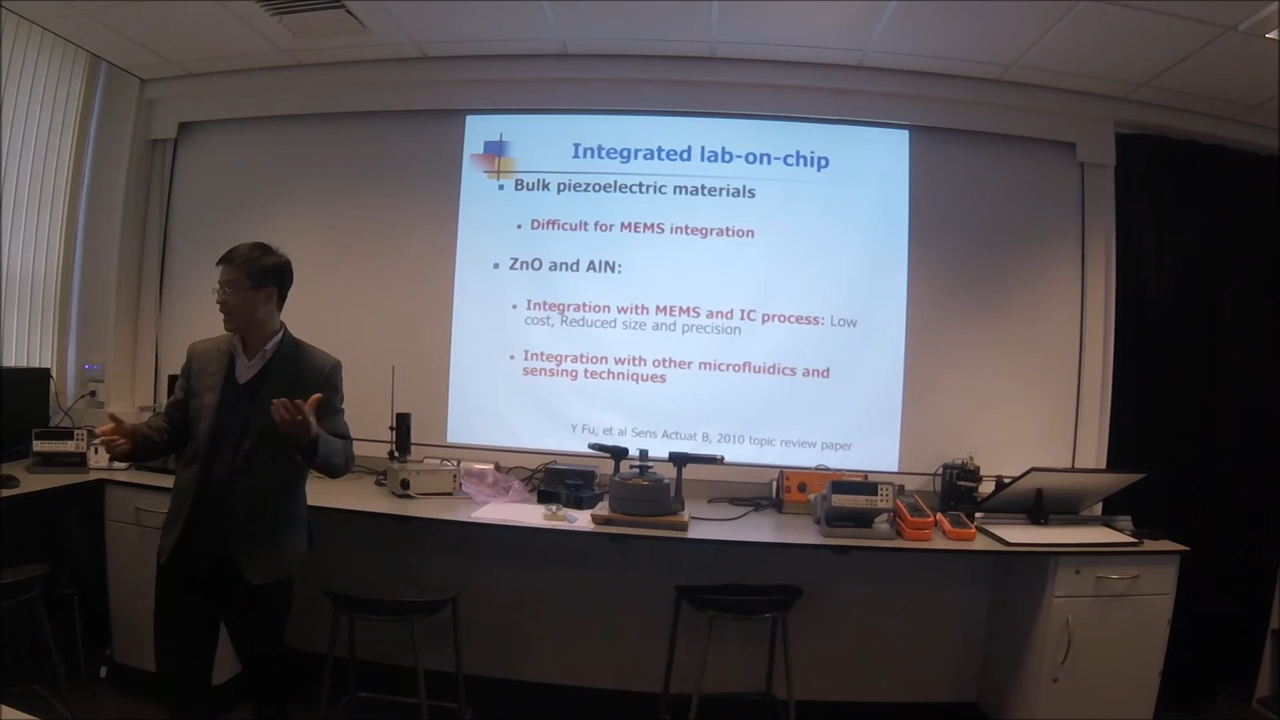 Integrated lab-on-chip
Bulk piezoelectric materials
Difficult for MEMS integration
ZnO and AlN:
Integration with MEMS and IC process: Low
cost, Reduced size and precision
Integration with other microfluidics and
sensing techniques
Y Fu, et al Sens Actuat B, 2010 topic review paper